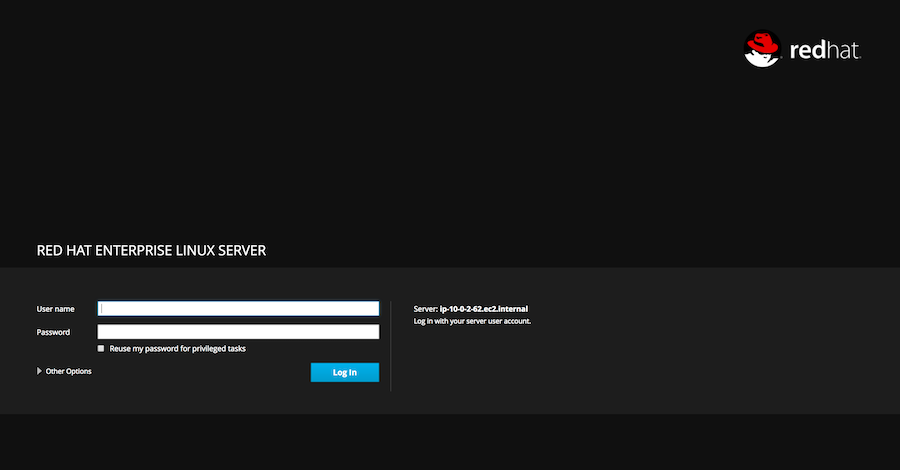 redhat.
RED HAT ENTERPRISE LINUX SERVER
User name
Password
Reuse my password for privileged tasks
Other Options
Log In
Server: ip-10-0-2-62.ec2.internal
Log in with your server user account.